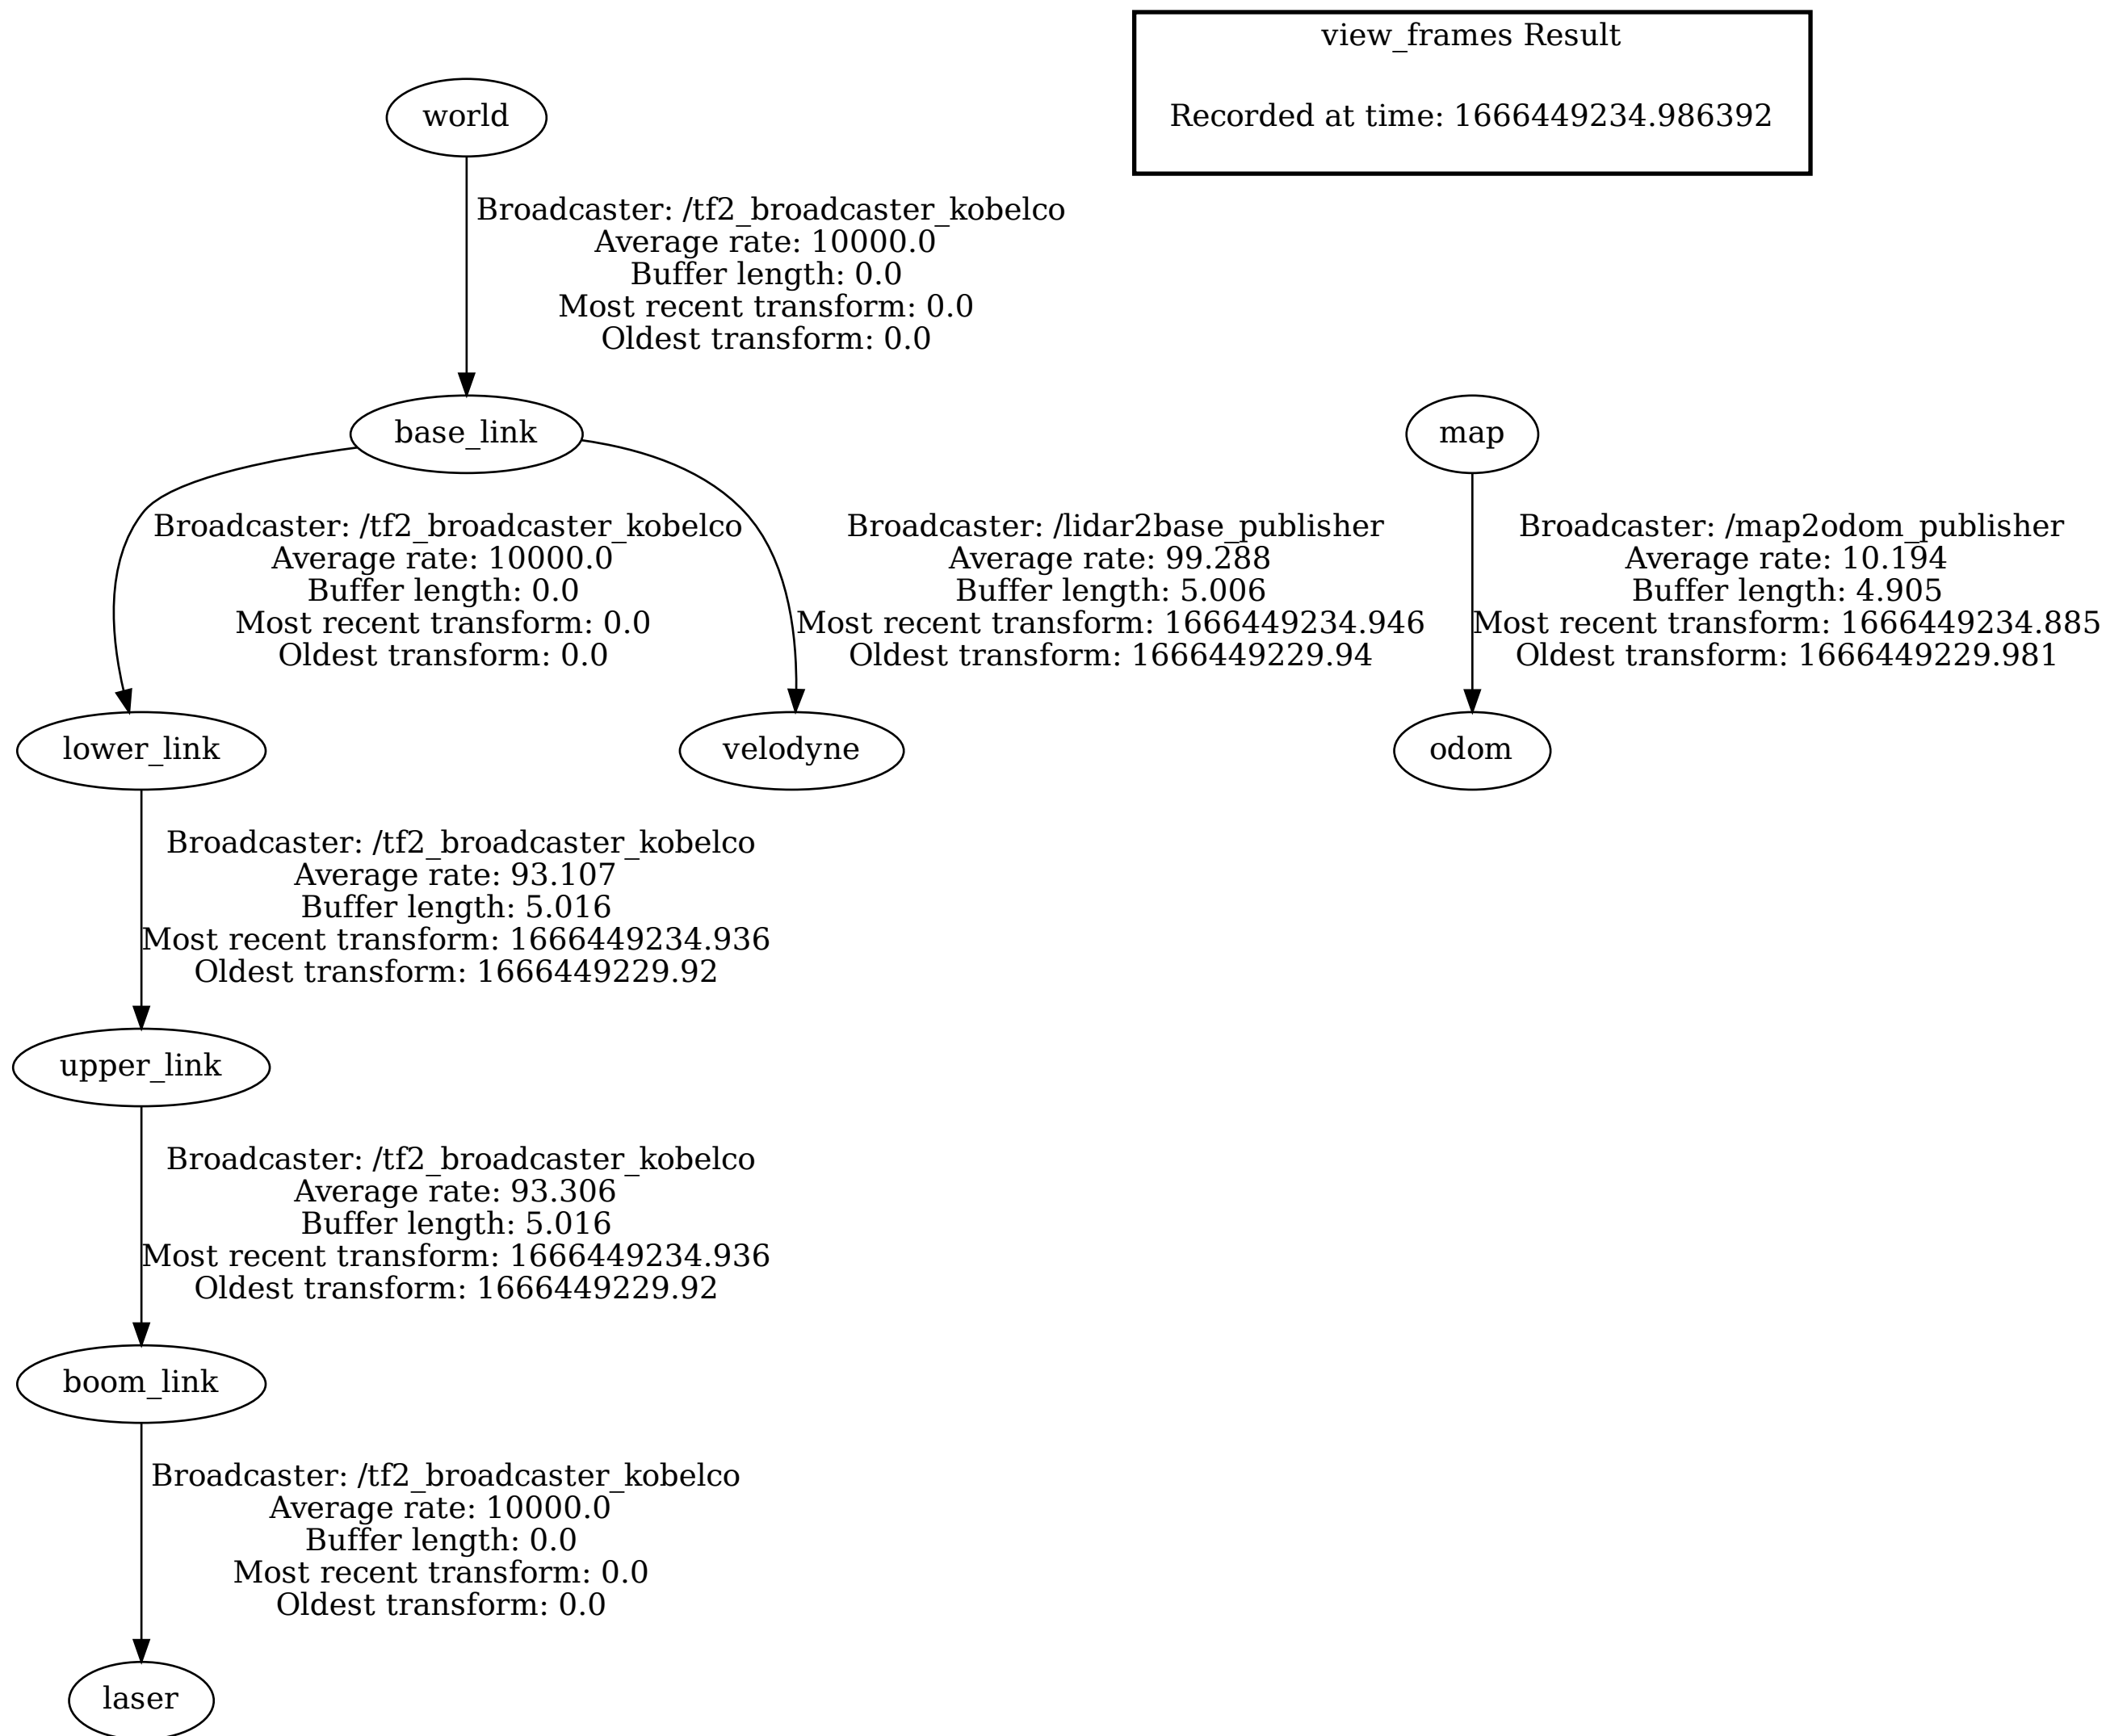 view_frames Result
Recorded at time: 1666449234.986392
world
Broadcaster: /tf2_broadcaster_kobelco
Average rate: 10000.0
Buffer length: 0.0
Most recent transform: 0.0
Oldest transform: 0.0
base_link
map
Broadcaster: /tf2_broadcaster_kobelco
Average rate: 10000.0
Buffer length: 0.0
Most recent transform: 0.0
Oldest transform: 0.0
Broadcaster: /lidar2base_publisher
Average rate: 99.288
Buffer length: 5.006
Most recent transform: 1666449234.946
Oldest transform: 1666449229.94
Broadcaster: /map2odom_publisher
Average rate: 10.194
Buffer length: 4.905
Most recent transform: 1666449234.885
Oldest transform: 1666449229.981
lower_link
velodyne
odom
Broadcaster: /tf2_broadcaster_kobelco
Average rate: 93.107
Buffer length: 5.016
Most recent transform: 1666449234.936
Oldest transform: 1666449229.92
upper_link
Broadcaster: /tf2_broadcaster_kobelco
Average rate: 93.306
Buffer length: 5.016
Most recent transform: 1666449234.936
Oldest transform: 1666449229.92
boom_link
Broadcaster: /tf2_broadcaster_kobelco
Average rate: 10000.0
Buffer length: 0.0
Most recent transform: 0.0
Oldest transform: 0.0
laser